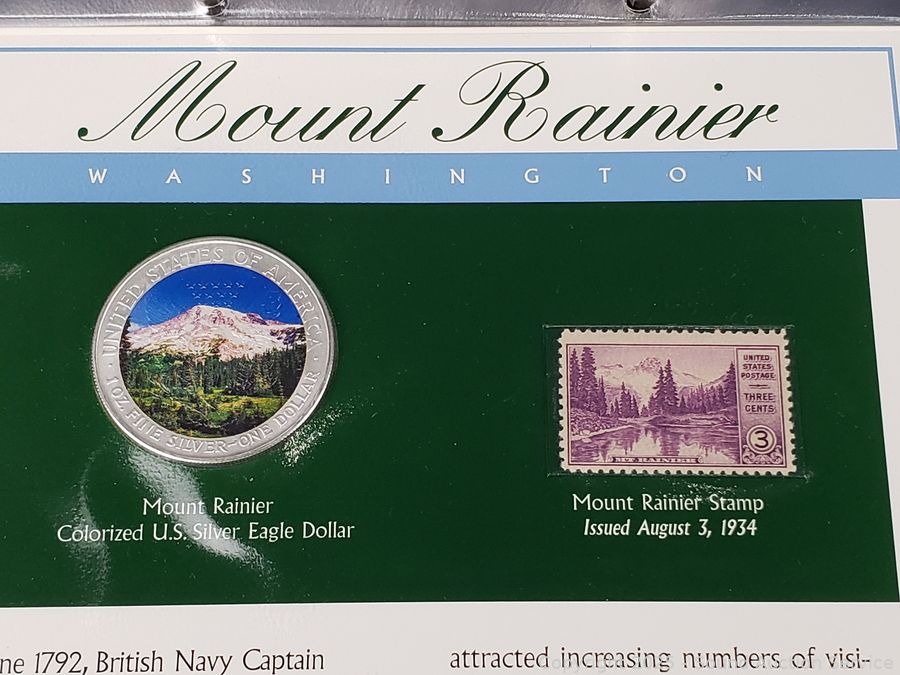 Mount Rainier
WASHINGTON
UNITED STATES OF AMERICA
1 OZ. FINE SILVER~ONE DOLLAR
UNITED
STATES
POSTAGE
THREE
CENTS
3
MT. RAINIER
Mount Rainier
Colorized U.S. Silver Eagle Dollar
Mount Rainier Stamp
Issued August 3, 1934
ne 1792, British Navy Captain
attracted increasing numbers of visi-
Auction Service